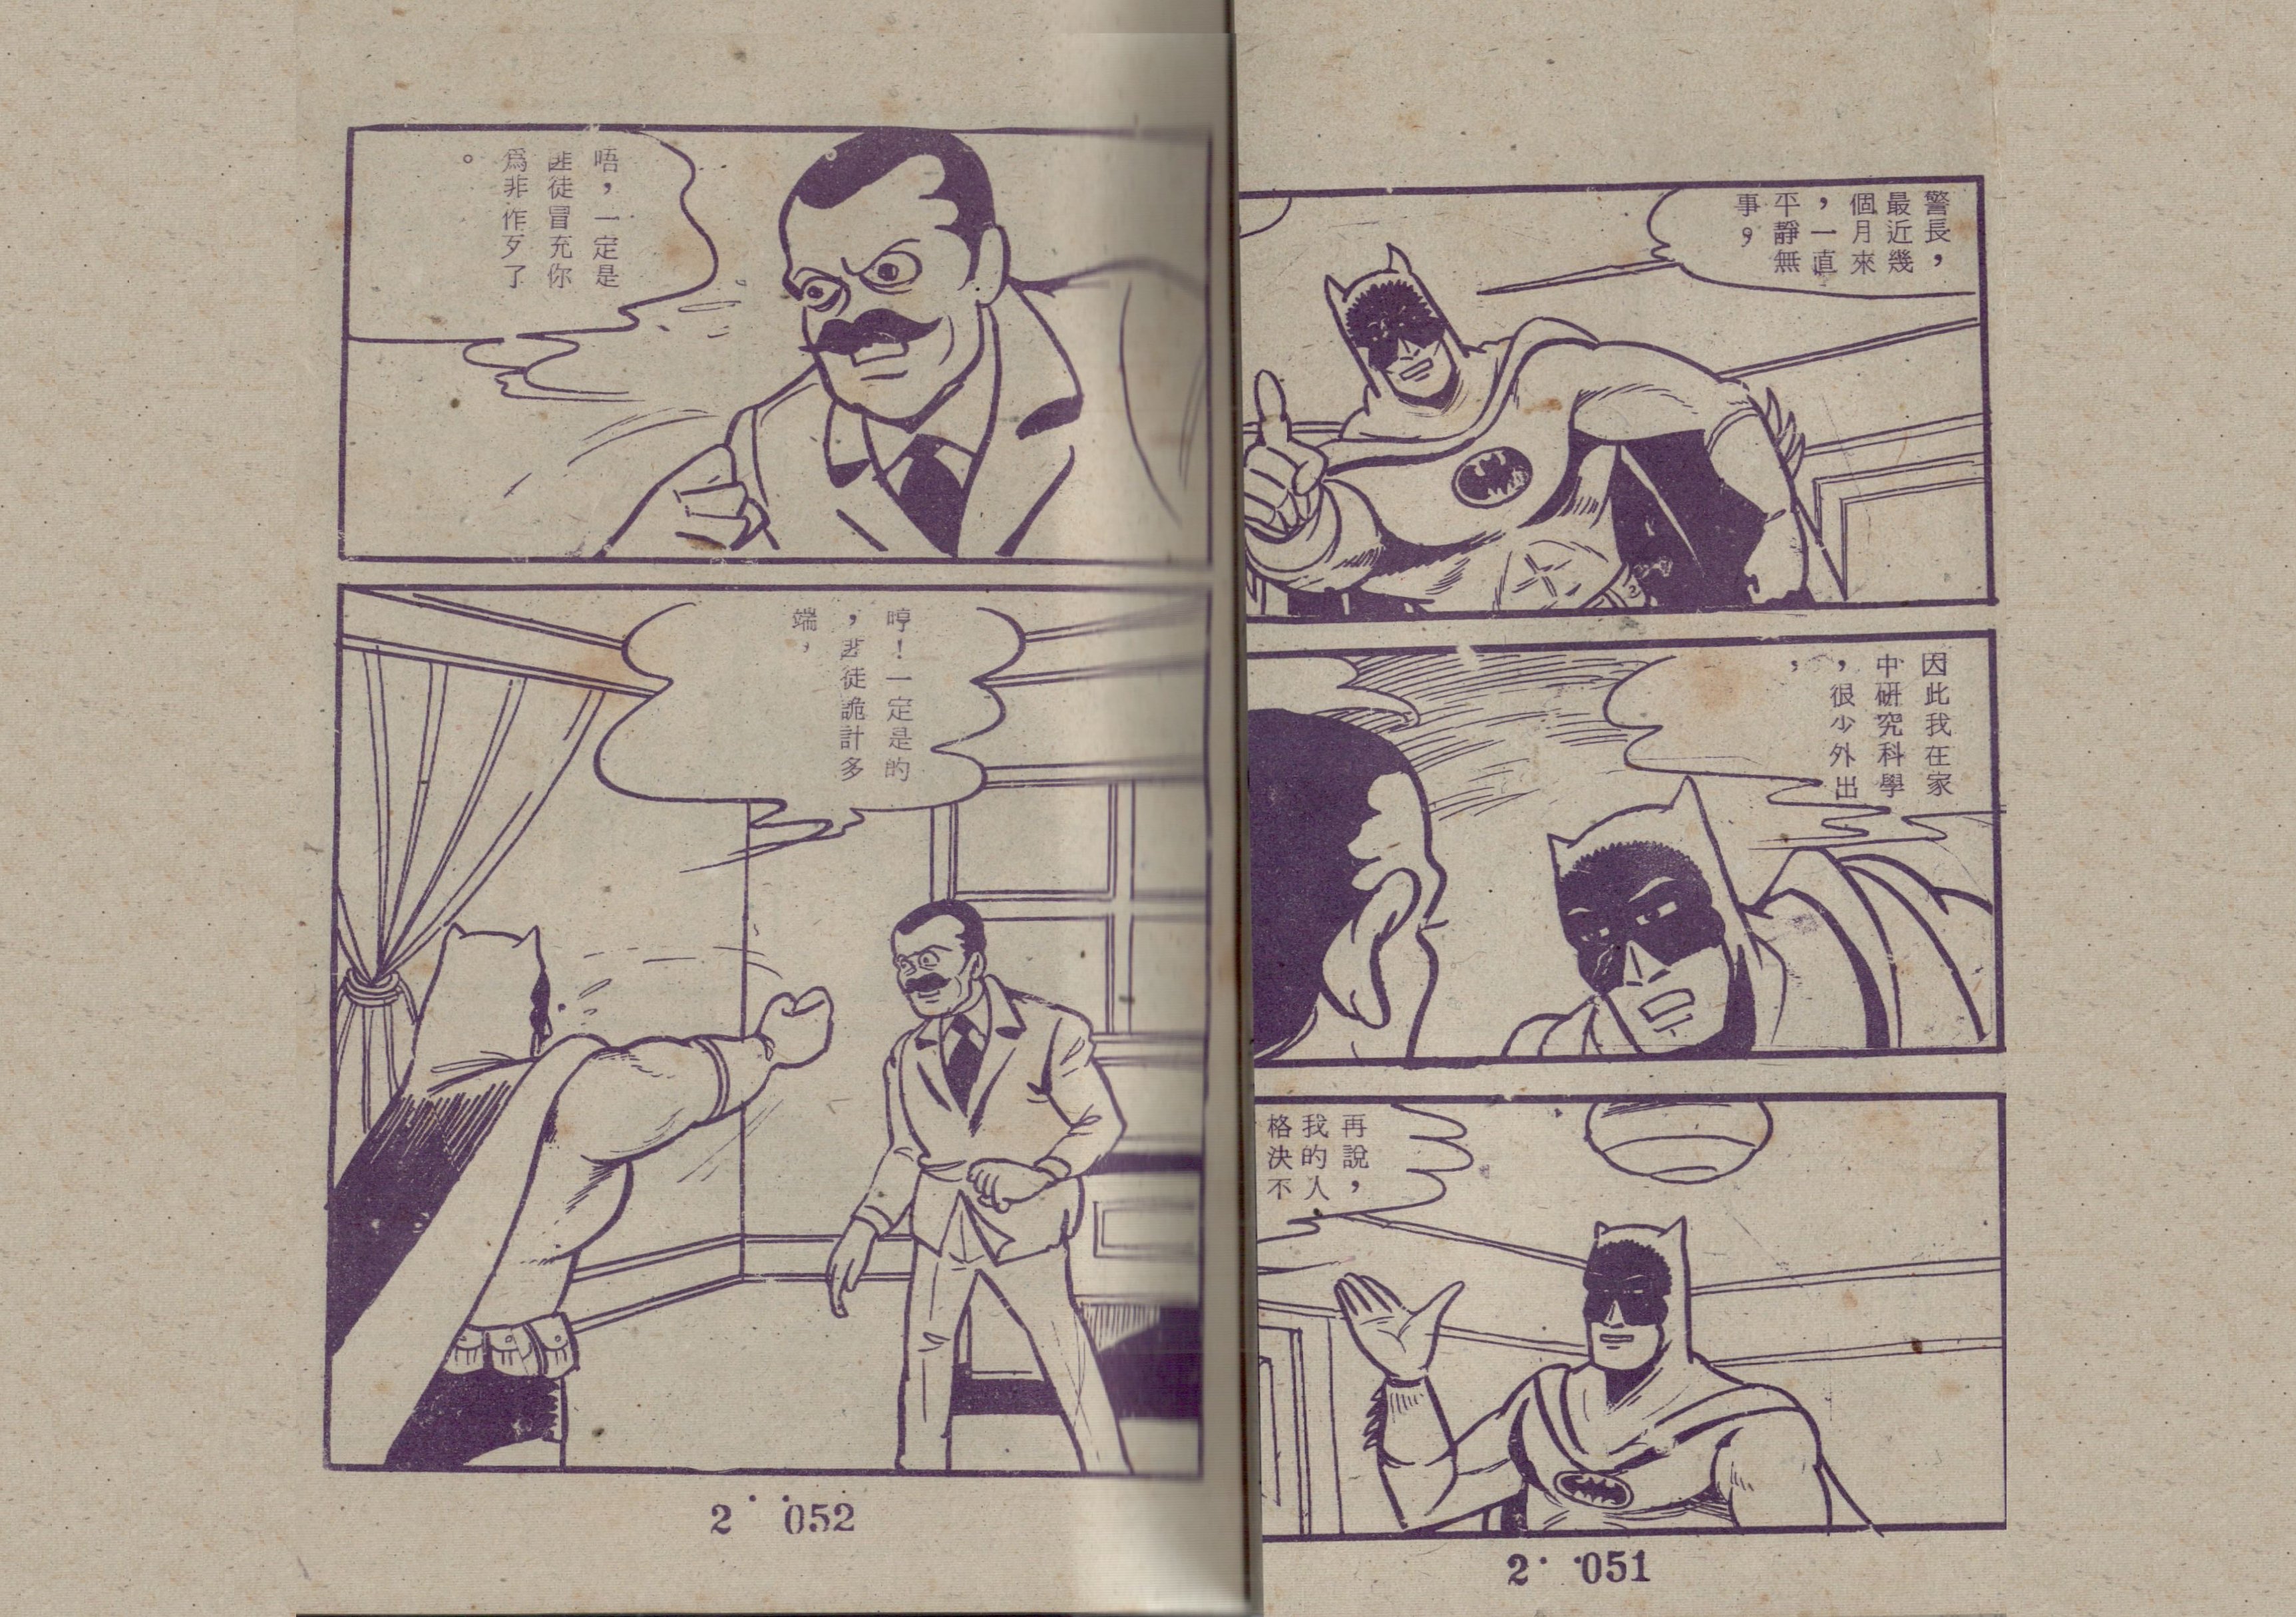 警長，
最近幾
個月來
，一直
平靜無
事，
因此我在家
中研究科學
，很少外出
，
再說，
我的人
格決不
2 051
唔，一定是
匪徒冒充你
爲非作歹了
。
哼！一定是的
，匪徒詭計多
端，
2 052